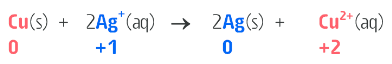 Cu(s) + 2Ag⁺(aq) → 2Ag(s) + Cu²⁺(aq)
0 +1 0 +2